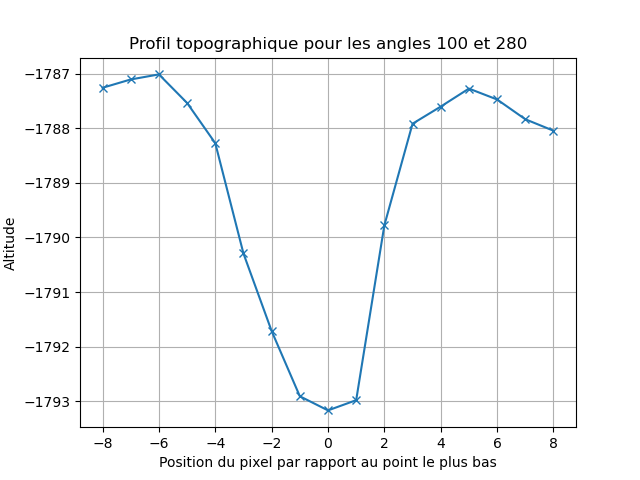 Profil topographique pour les angles 100 et 280
Altitude
−1787
−1788
−1789
−1790
−1791
−1792
−1793
−8 −6 −4 −2 0 2 4 6 8
Position du pixel par rapport au point le plus bas